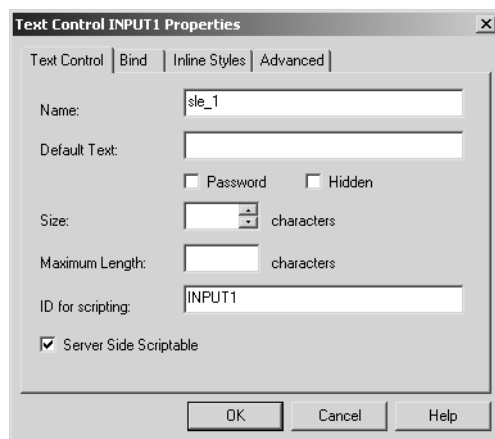 Text Control INPUT1 Properties
Text Control Bind Inline Styles Advanced
Name: sle_1
Default Text:
Password Hidden
Size: characters
Maximum Length: characters
ID for scripting: INPUT1
Server Side Scriptable
OK Cancel Help